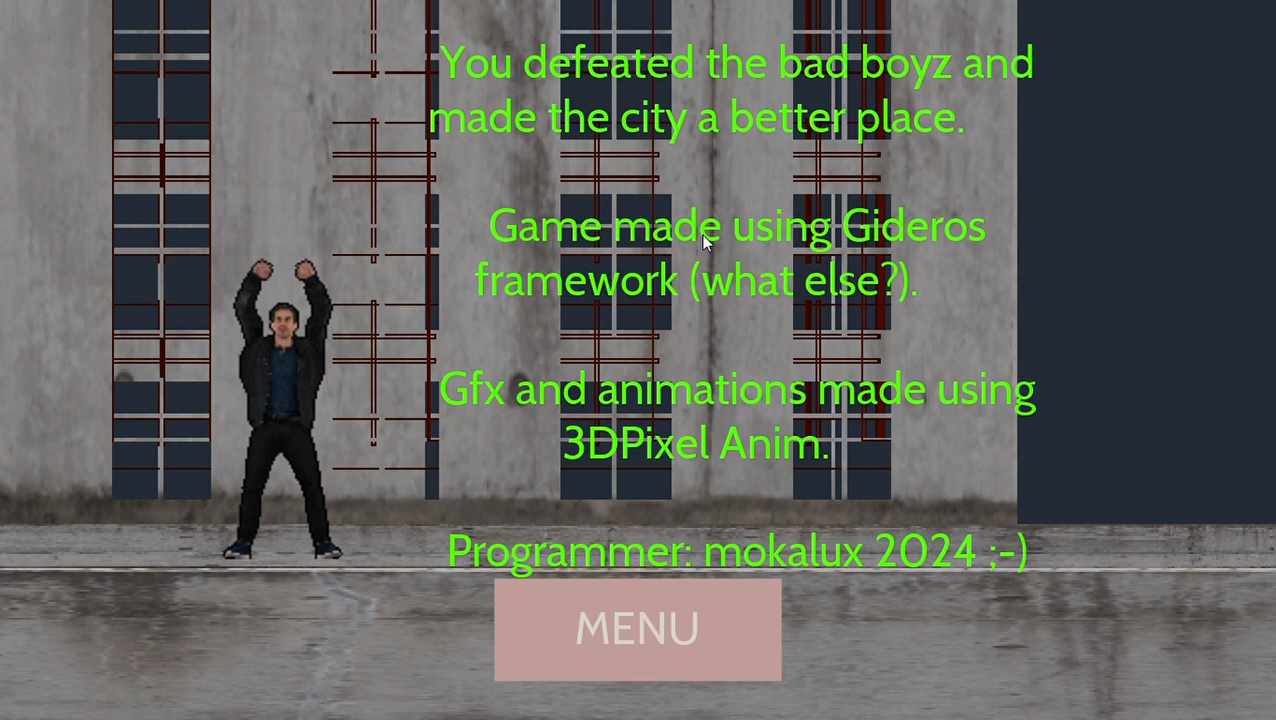 You defeated the bad boyz and
made the city a better place.
Game made using Gideros
framework (what else?).
Gfx and animations made using
3DPixel Anim.
Programmer: mokalux 2024 ;-)
MENU